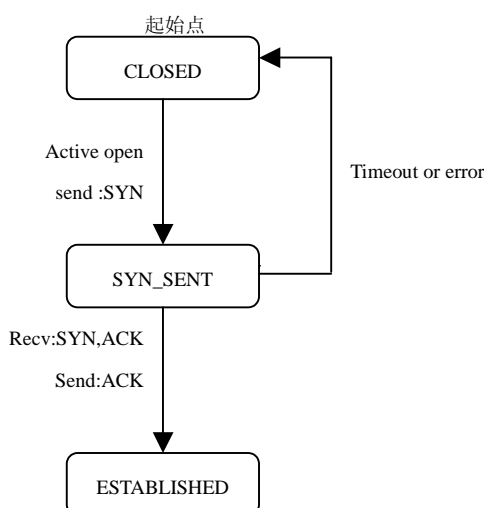 起始点
CLOSED
Active open
send :SYN
Timeout or error
SYN_SENT
Recv:SYN,ACK
Send:ACK
ESTABLISHED